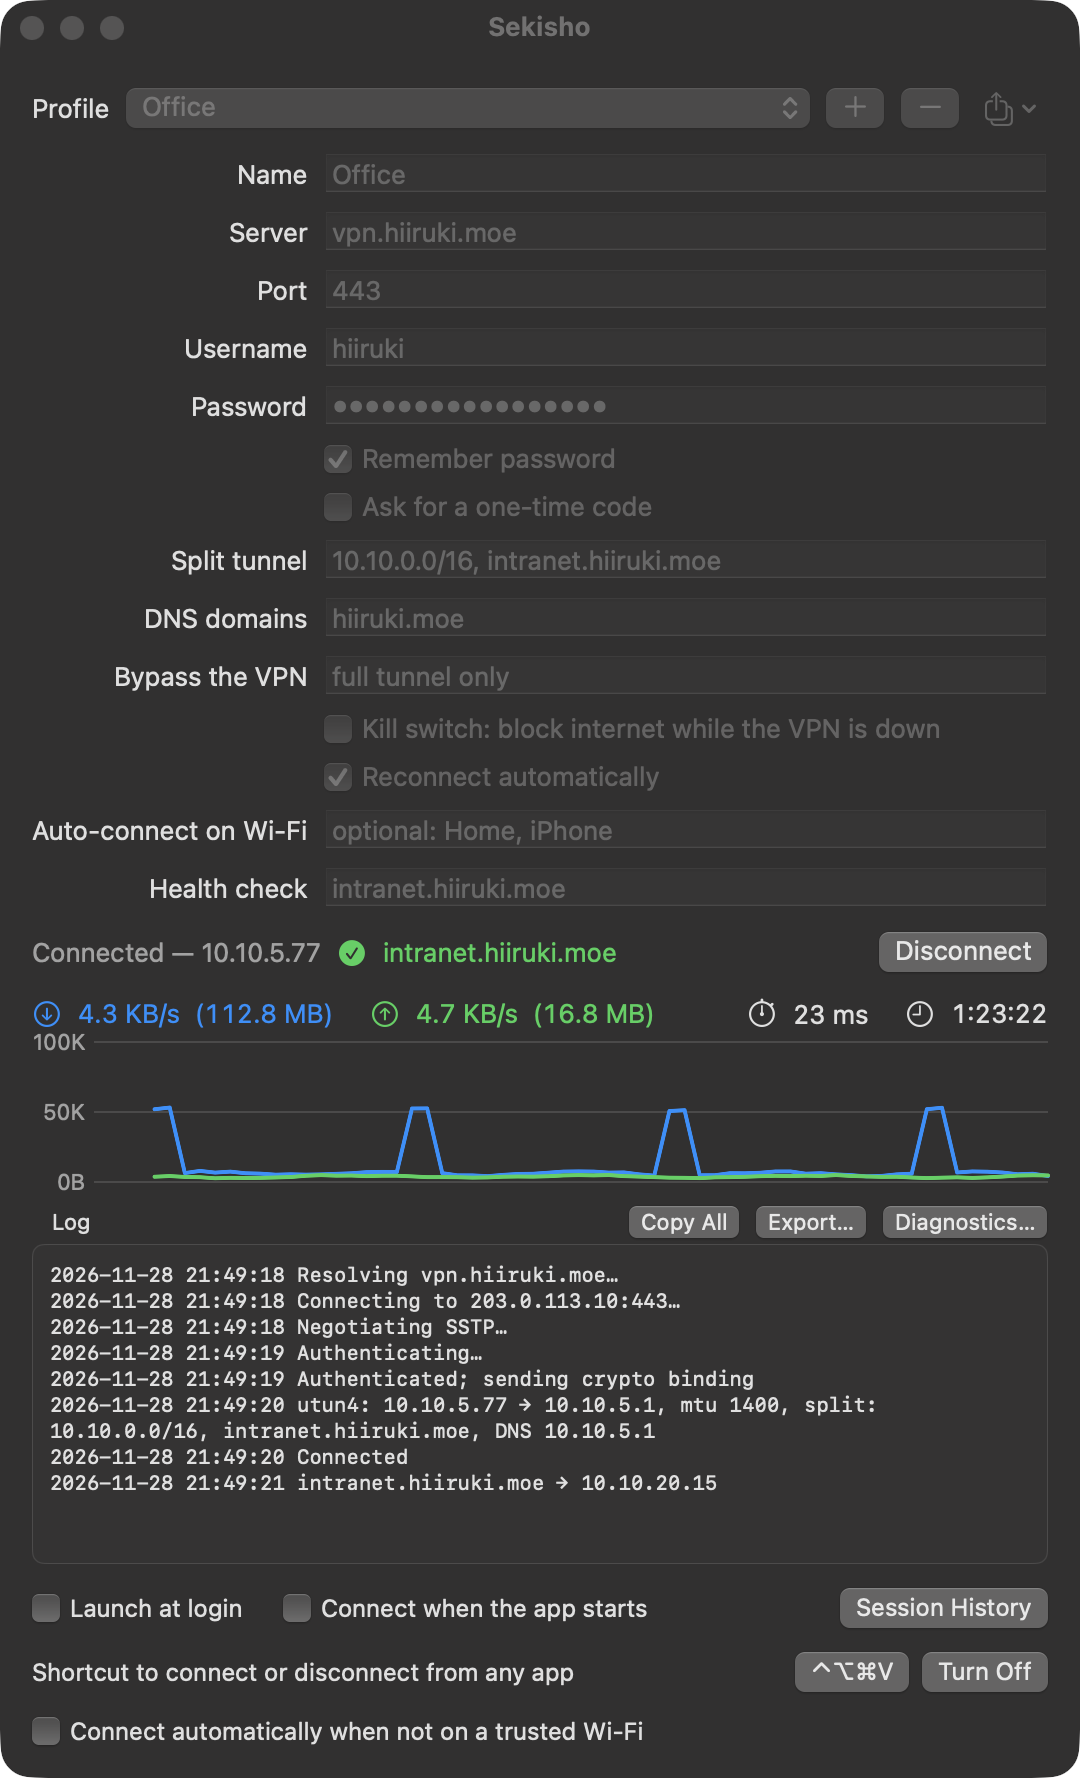 Sekisho
Profile Office
Name Office
Server vpn.hiiruki.moe
Port 443
Username hiiruki
Password ●●●●●●●●●●●●●●●●●
Remember password
Ask for a one-time code
Split tunnel 10.10.0.0/16, intranet.hiiruki.moe
DNS domains hiiruki.moe
Bypass the VPN full tunnel only
Kill switch: block internet while the VPN is down
Reconnect automatically
Auto-connect on Wi-Fi optional: Home, iPhone
Health check intranet.hiiruki.moe
Connected — 10.10.5.77 intranet.hiiruki.moe Disconnect
4.3 KB/s (112.8 MB) 4.7 KB/s (16.8 MB) 23 ms 1:23:22
100K
50K
0B
Log Copy All Export... Diagnostics...
2026-11-28 21:49:18 Resolving vpn.hiiruki.moe…
2026-11-28 21:49:18 Connecting to 203.0.113.10:443…
2026-11-28 21:49:18 Negotiating SSTP…
2026-11-28 21:49:19 Authenticating…
2026-11-28 21:49:19 Authenticated; sending crypto binding
2026-11-28 21:49:20 utun4: 10.10.5.77 → 10.10.5.1, mtu 1400, split:
10.10.0.0/16, intranet.hiiruki.moe, DNS 10.10.5.1
2026-11-28 21:49:20 Connected
2026-11-28 21:49:21 intranet.hiiruki.moe → 10.10.20.15
Launch at login Connect when the app starts Session History
Shortcut to connect or disconnect from any app ^⌥⌘V Turn Off
Connect automatically when not on a trusted Wi-Fi